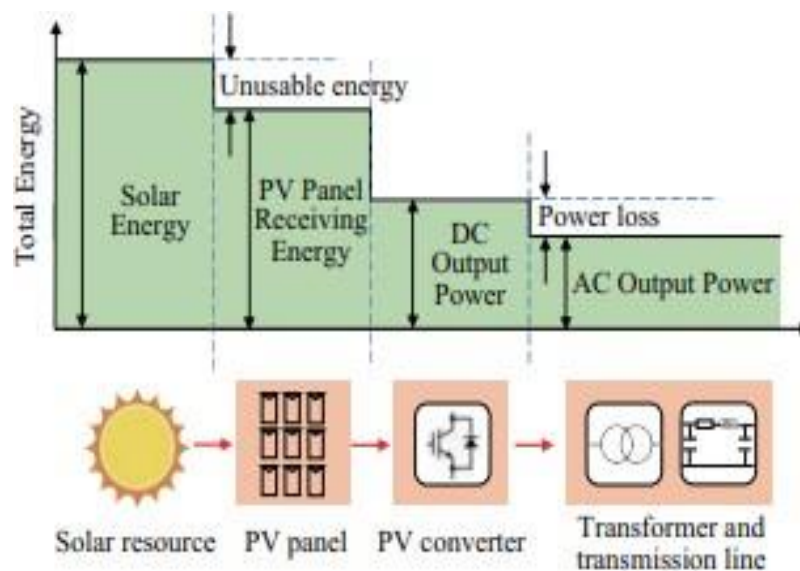 Total Energy
Unusable energy
Solar
Energy
PV Panel
Receiving
Energy
DC
Output
Power
Power loss
AC Output Power
Solar resource
PV panel
PV converter
Transformer and
transmission line